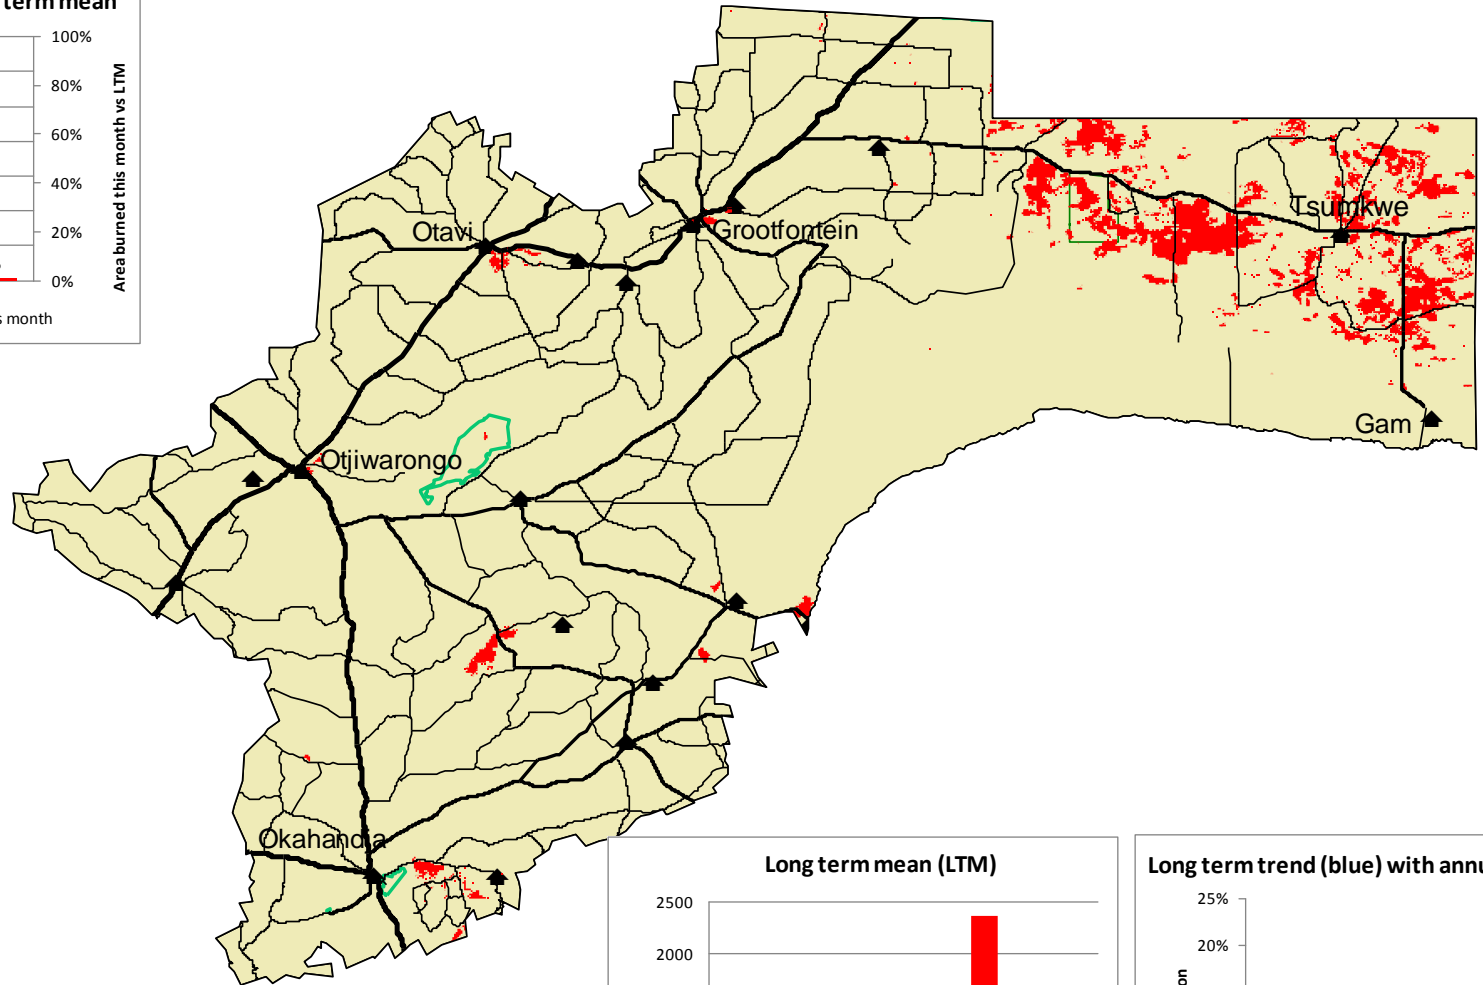 term mean
100%
80%
60%
40%
20%
0%
Area burned this month vs LTM
s month
Otavi
Grootfontein
Tsumkwe
Gam
Otjiwarongo
Okahandja
Long term mean (LTM)
2500
2000
Long term trend (blue) with annu
25%
20%
on